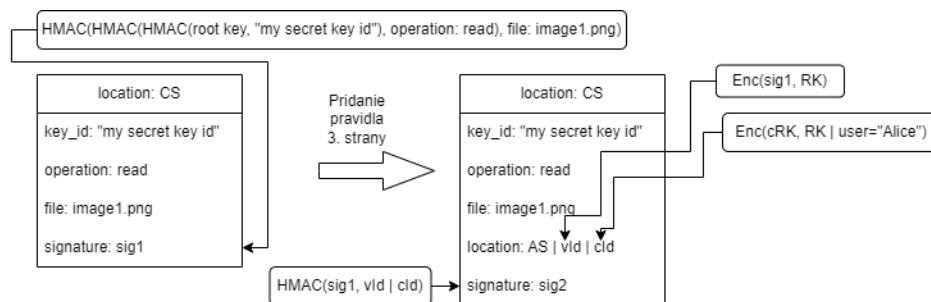 HMAC(HMAC(HMAC(root key, "my secret key id"), operation: read), file: image1.png)
location: CS
key_id: "my secret key id"
operation: read
file: image1.png
signature: sig1
Pridanie
pravidla
3. strany
location: CS
key_id: "my secret key id"
operation: read
file: image1.png
location: AS | vId | cId
signature: sig2
Enc(sig1, RK)
Enc(cRK, RK | user="Alice")
HMAC(sig1, vId | cId)